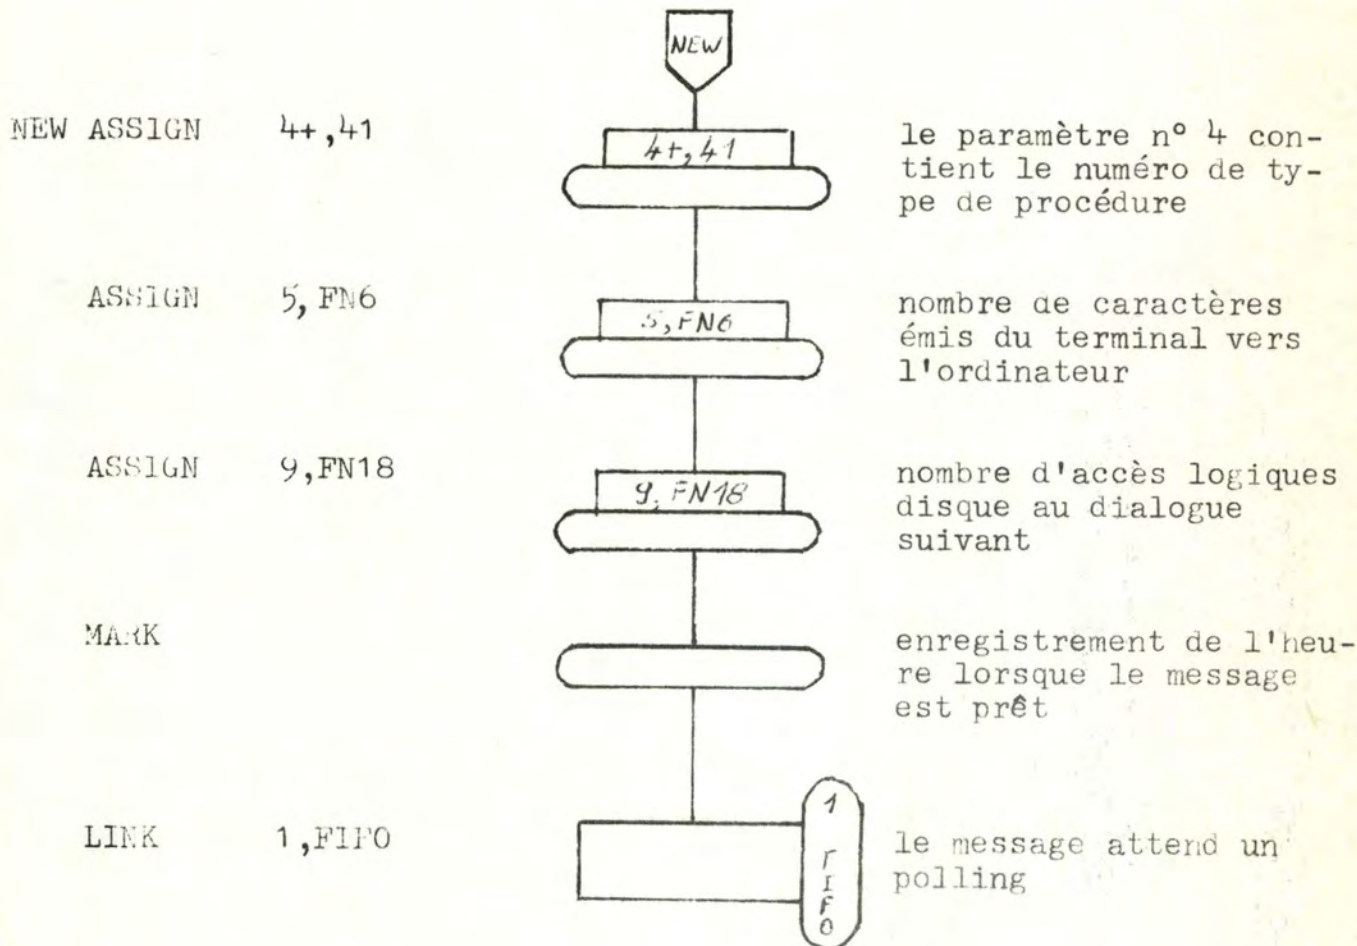 NEW
NEW ASSIGN 4+,41
4+,41
le paramètre n° 4 con-
tient le numéro de ty-
pe de procédure
ASSIGN 5,FN6
5,FN6
nombre de caractères
émis du terminal vers
l'ordinateur
ASSIGN 9,FN18
9,FN18
nombre d'accès logiques
disque au dialogue
suivant
MARK
enregistrement de l'heu-
re lorsque le message
est prêt
LINK 1,FIFO
1
FIFO
le message attend un
polling